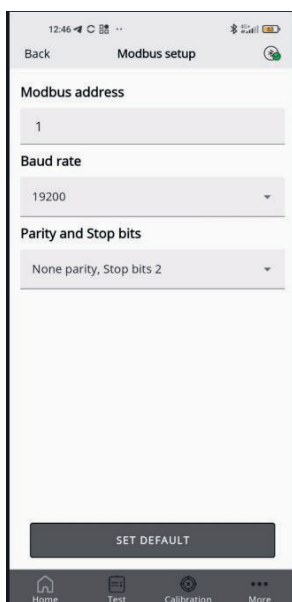 12:46
Back Modbus setup
Modbus address
1
Baud rate
19200
Parity and Stop bits
None parity, Stop bits 2
SET DEFAULT
Home Test Calibration More